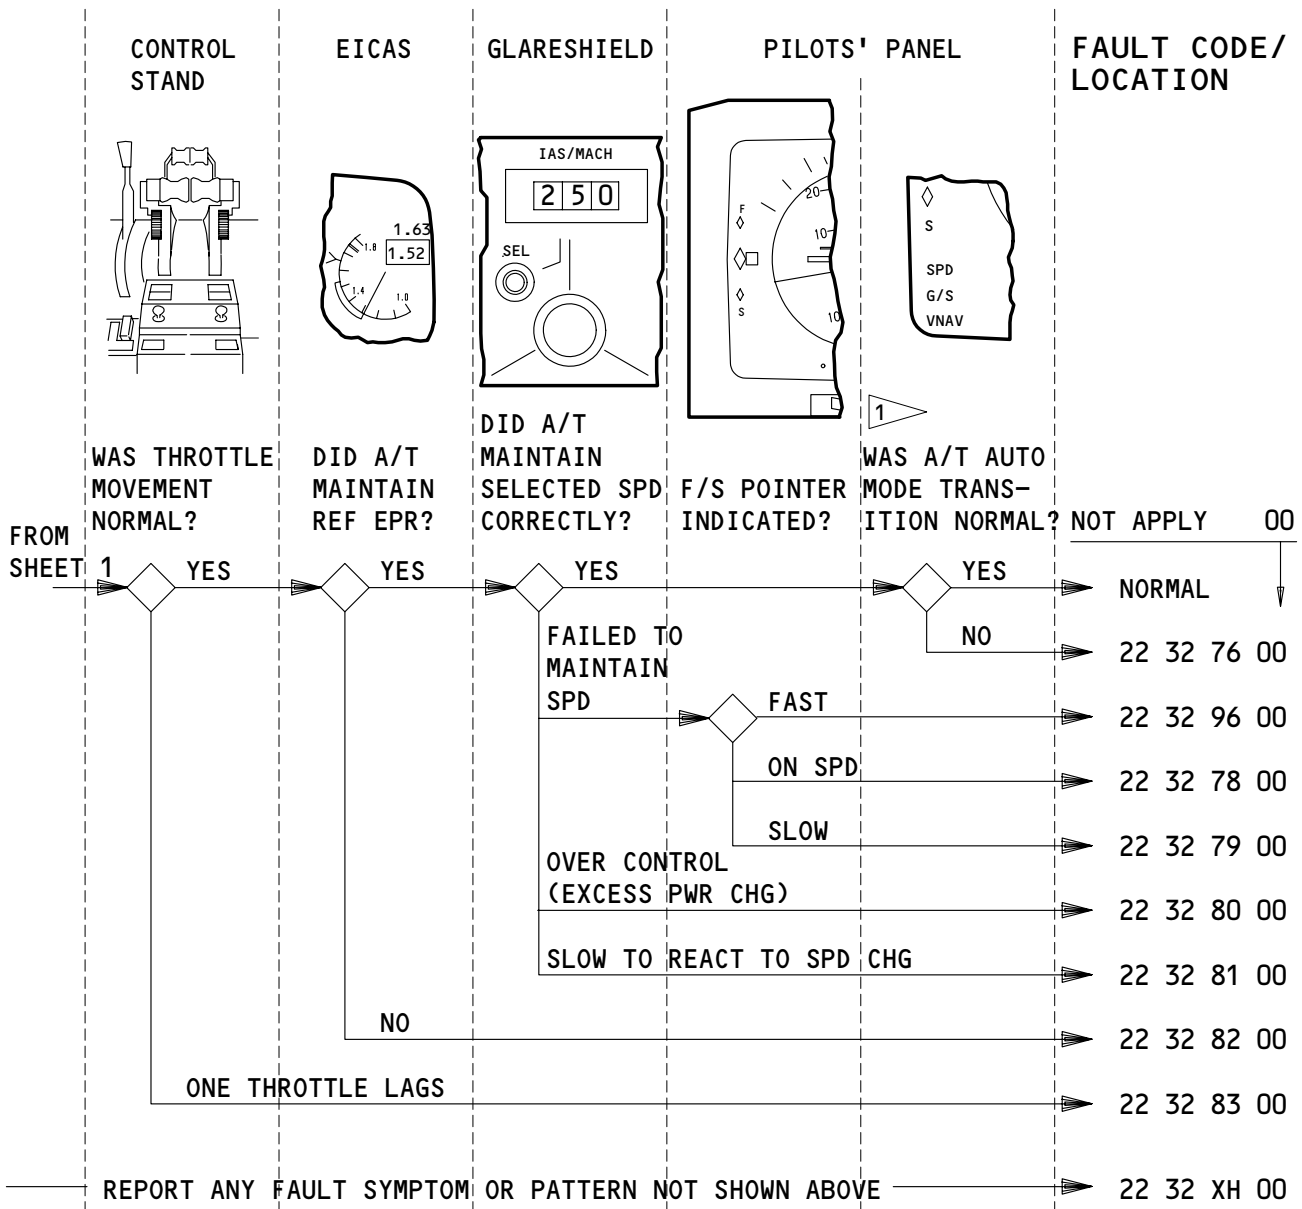 CONTROL
STAND
EICAS
GLARESHIELD
PILOTS' PANEL
FAULT CODE/
LOCATION
1.63
1.52
1.8
1.4
1.0
IAS/MACH
250
SEL
F
S
20
10
10
S
SPD
G/S
VNAV
1
WAS THROTTLE
MOVEMENT
NORMAL?
DID A/T
MAINTAIN
REF EPR?
DID A/T
MAINTAIN
SELECTED SPD
CORRECTLY?
F/S POINTER
INDICATED?
WAS A/T AUTO
MODE TRANS-
ITION NORMAL?
NOT APPLY 00
FROM
SHEET 1
YES
YES
YES
YES
NORMAL
NO
22 32 76 00
FAILED TO
MAINTAIN
SPD
FAST
22 32 96 00
ON SPD
22 32 78 00
SLOW
22 32 79 00
OVER CONTROL
(EXCESS PWR CHG)
22 32 80 00
SLOW TO REACT TO SPD CHG
22 32 81 00
NO
22 32 82 00
ONE THROTTLE LAGS
22 32 83 00
REPORT ANY FAULT SYMPTOM OR PATTERN NOT SHOWN ABOVE
22 32 XH 00